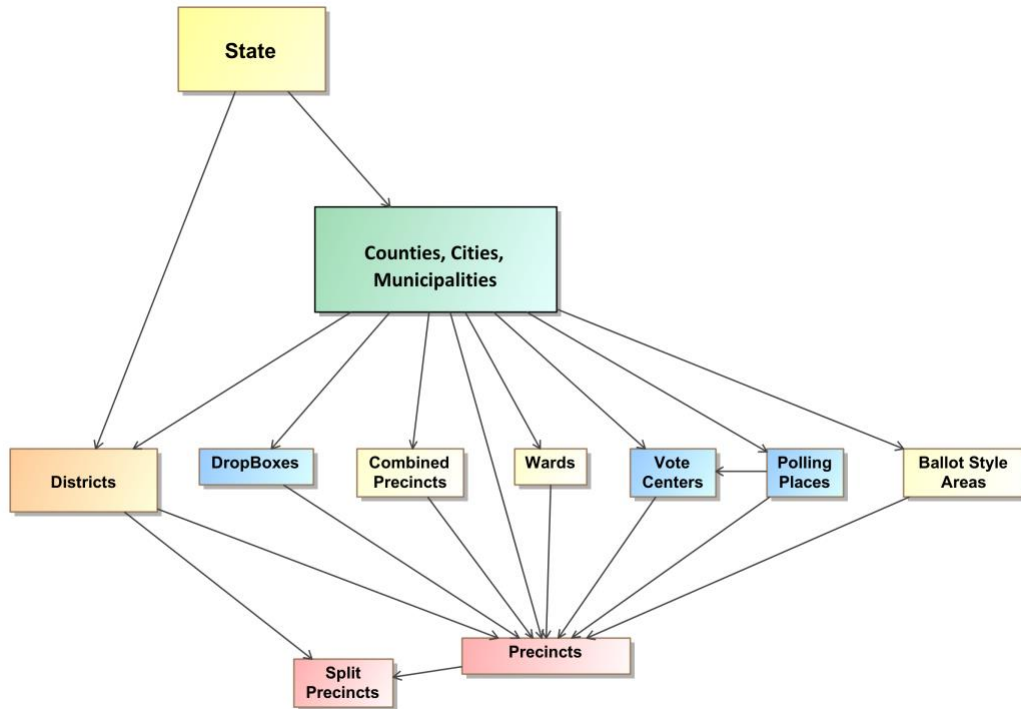 State
Counties, Cities,
Municipalities
Districts
DropBoxes
Combined
Precincts
Wards
Vote
Centers
Polling
Places
Ballot Style
Areas
Precincts
Split
Precincts